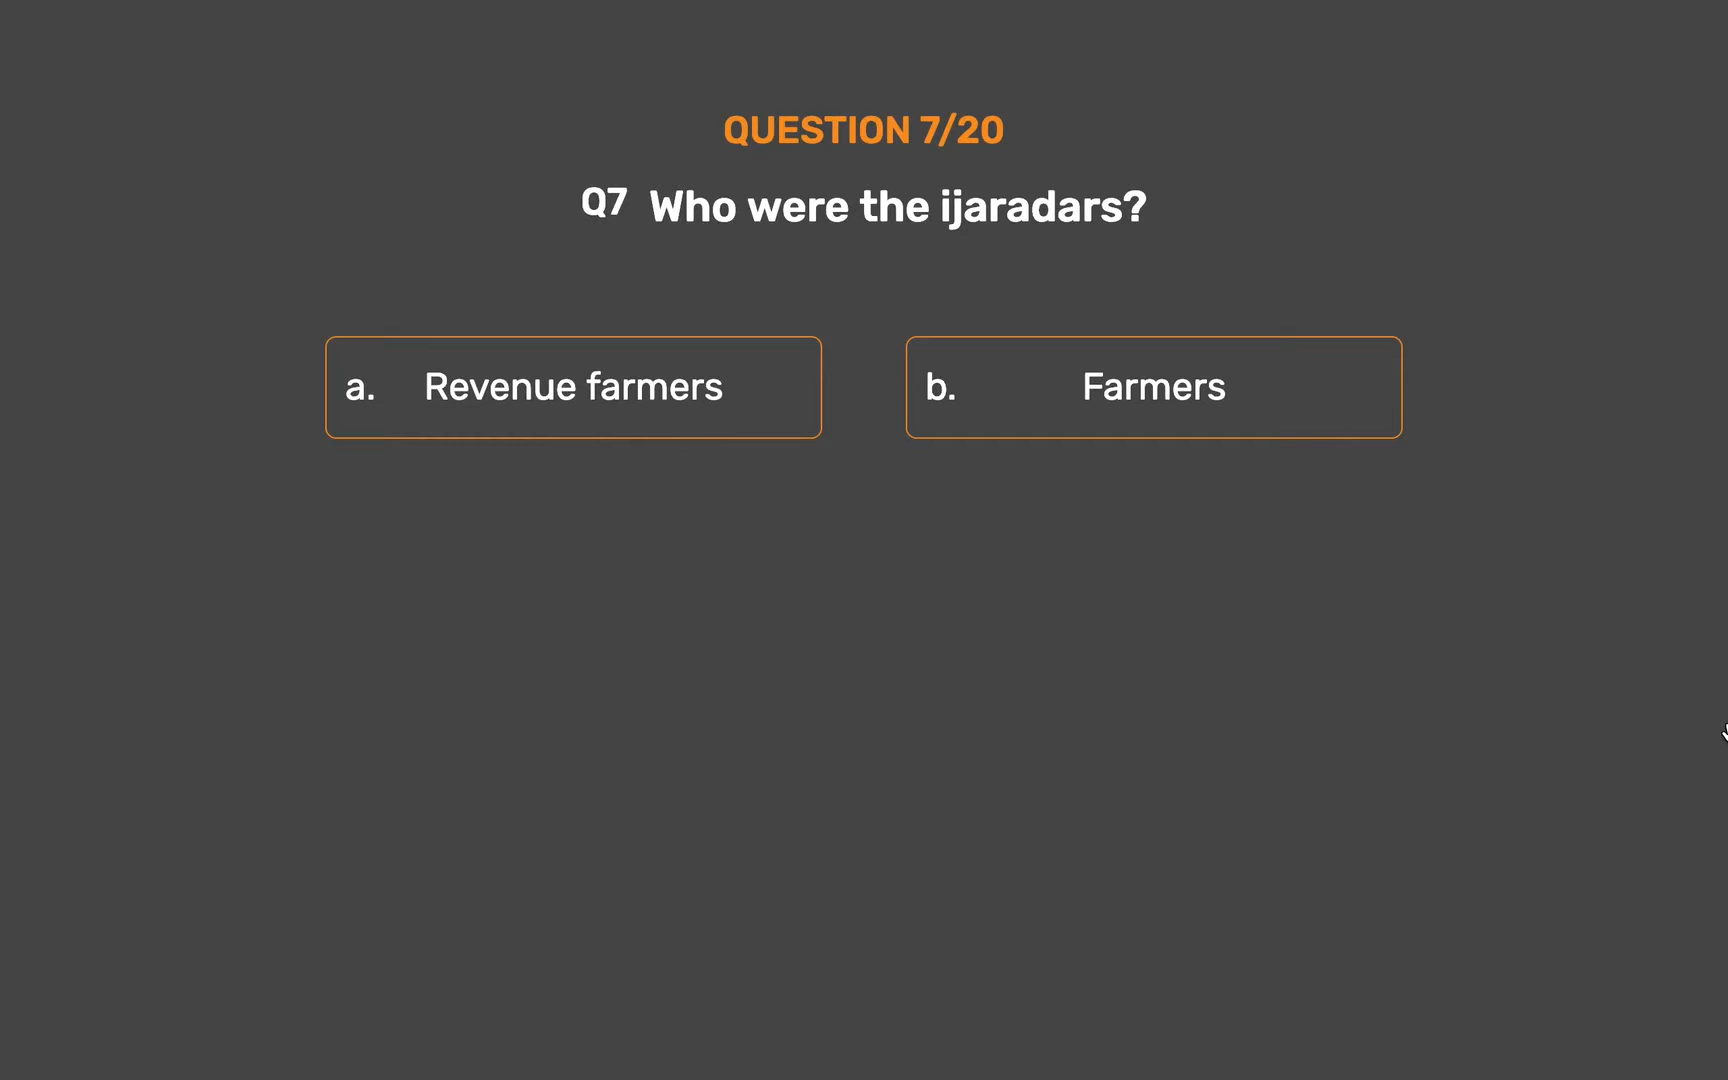 QUESTION 7/20
Q7 Who were the ijaradars?
a. Revenue farmers
b. Farmers